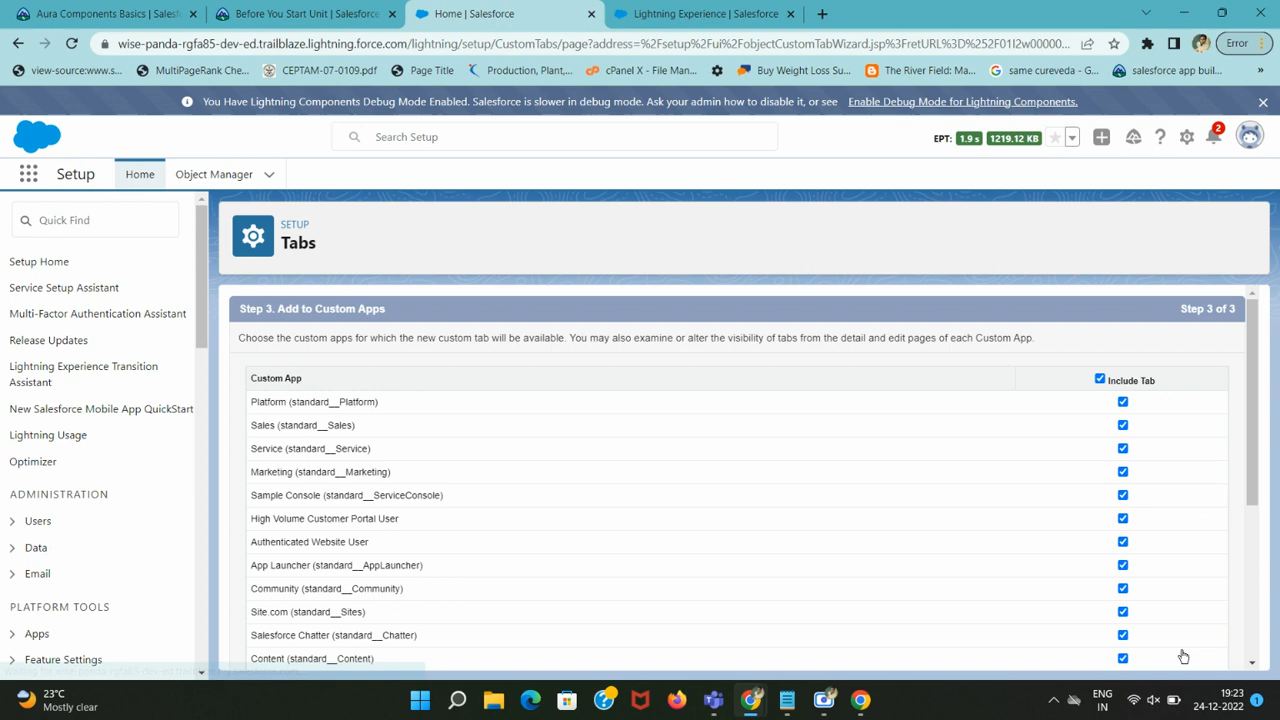 Aura Components Basics | Salesf
Before You Start Unit | Salesforce
Home | Salesforce
Lightning Experience | Salesforce
wise-panda-rgfa85-dev-ed.trailblaze.lightning.force.com/lightning/setup/CustomTabs/page?address=%2Fsetup%2Fui%2FobjectCustomTabWizard.jsp%3FretURL%3D%252F01I2w00000...
Error
view-source:www.s...
MultiPageRank Che...
CEPTAM-07-0109.pdf
Page Title
Production, Plant,...
cPanel X - File Man...
Buy Weight Loss Su...
The River Field: Ma...
same cureveda - G...
salesforce app buil...
You Have Lightning Components Debug Mode Enabled. Salesforce is slower in debug mode. Ask your admin how to disable it, or see Enable Debug Mode for Lightning Components.
Search Setup
EPT: 1.9 s 1219.12 KB
2
Setup
Home
Object Manager
Quick Find
Setup Home
Service Setup Assistant
Multi-Factor Authentication Assistant
Release Updates
Lightning Experience Transition
Assistant
New Salesforce Mobile App QuickStart
Lightning Usage
Optimizer
ADMINISTRATION
Users
Data
Email
PLATFORM TOOLS
Apps
Feature Settings
SETUP
Tabs
Step 3. Add to Custom Apps
Step 3 of 3
Choose the custom apps for which the new custom tab will be available. You may also examine or alter the visibility of tabs from the detail and edit pages of each Custom App.
Custom App
Include Tab
Platform (standard__Platform)
Sales (standard__Sales)
Service (standard__Service)
Marketing (standard__Marketing)
Sample Console (standard__ServiceConsole)
High Volume Customer Portal User
Authenticated Website User
App Launcher (standard__AppLauncher)
Community (standard__Community)
Site.com (standard__Sites)
Salesforce Chatter (standard__Chatter)
Content (standard__Content)
23°C
Mostly clear
ENG
IN
19:23
24-12-2022
1